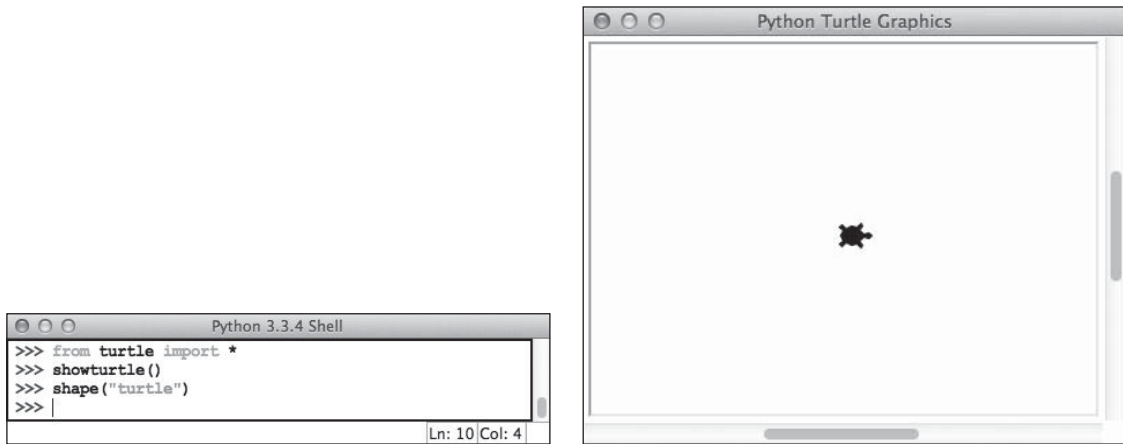 Python Turtle Graphics
Python 3.3.4 Shell
>>> from turtle import *
>>> showturtle()
>>> shape("turtle")
>>>
Ln: 10 Col: 4